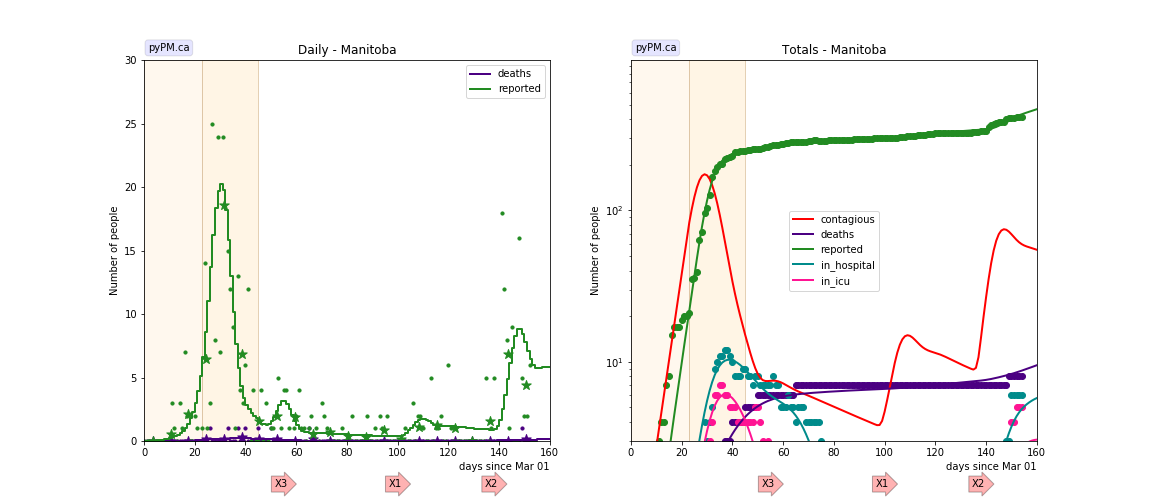 pyPM.ca
Daily - Manitoba
Number of people
30
25
20
15
10
5
0
deaths
reported
0 20 40 60 80 100 120 140 160
days since Mar 01
X3 X1 X2
pyPM.ca
Totals - Manitoba
Number of people
10²
10¹
contagious
deaths
reported
in_hospital
in_icu
0 20 40 60 80 100 120 140 160
days since Mar 01
X3 X1 X2